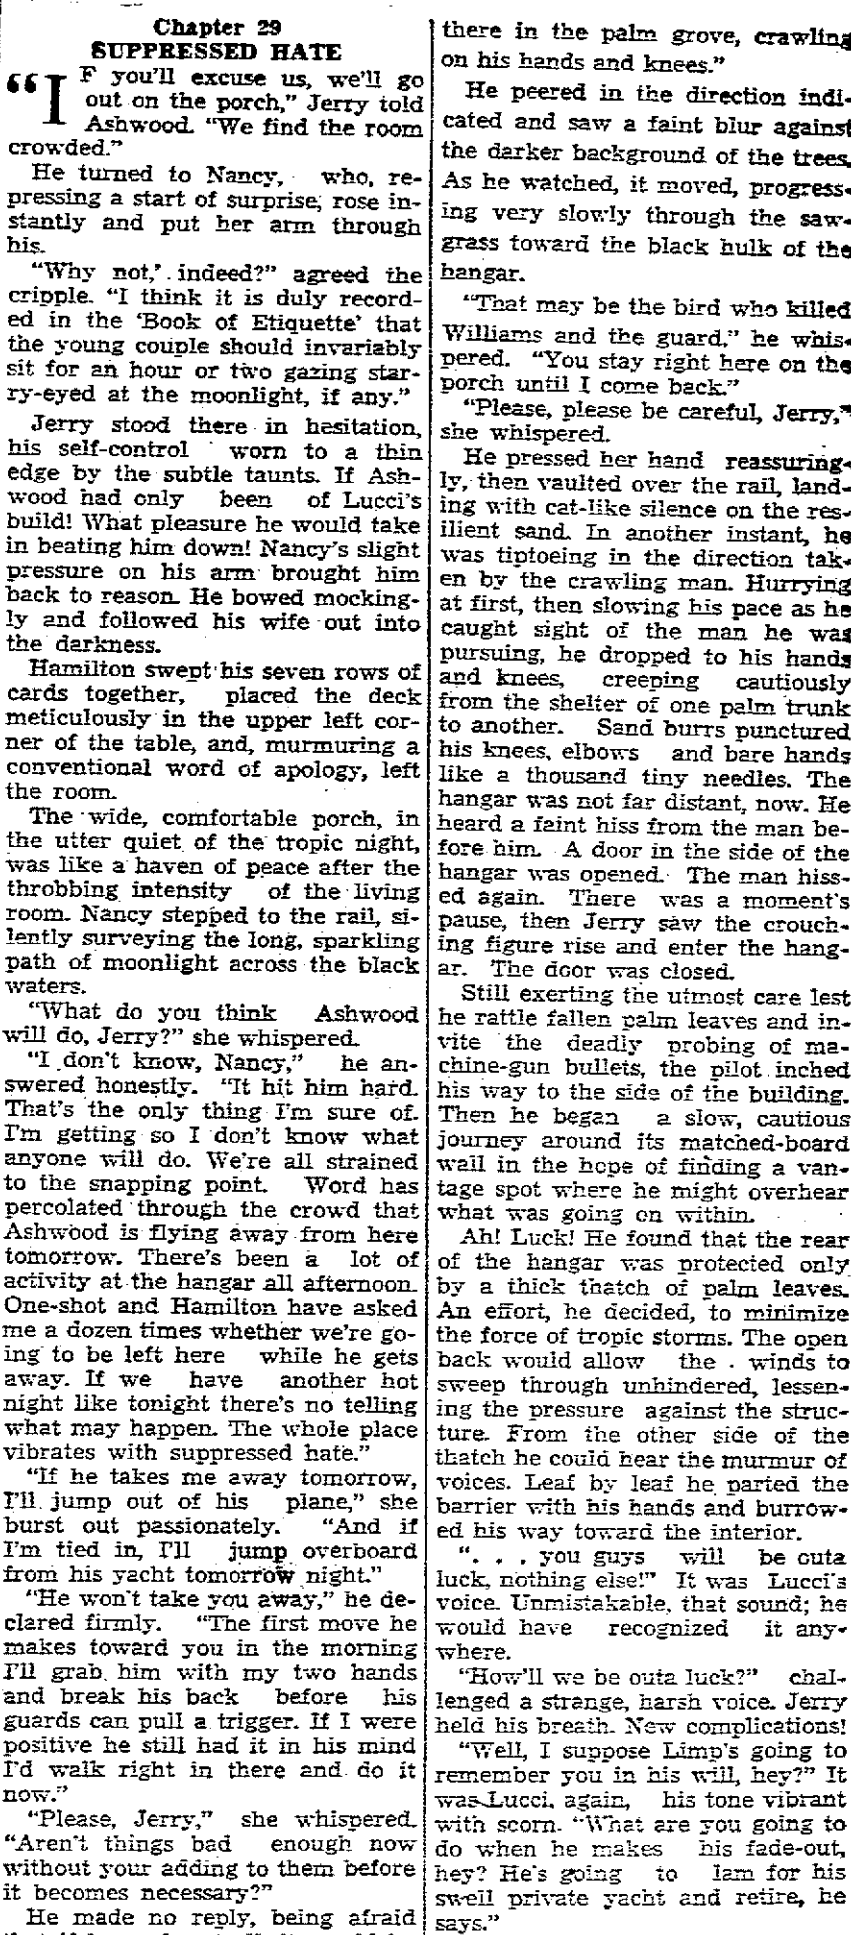 Chapter 29
SUPPRESSED HATE
"IF you'll excuse us, we'll go
out on the porch," Jerry told
Ashwood. "We find the room
crowded."
He turned to Nancy, who, re-
pressing a start of surprise, rose in-
stantly and put her arm through
his.
"Why not,' indeed?" agreed the
cripple. "I think it is duly record-
ed in the 'Book of Etiquette' that
the young couple should invariably
sit for an hour or two gazing star-
ry-eyed at the moonlight, if any."
Jerry stood there in hesitation,
his self-control worn to a thin
edge by the subtle taunts. If Ash-
wood had only been of Lucci's
build! What pleasure he would take
in beating him down! Nancy's slight
pressure on his arm brought him
back to reason. He bowed mocking-
ly and followed his wife out into
the darkness.
Hamilton swept his seven rows of
cards together, placed the deck
meticulously in the upper left cor-
ner of the table, and, murmuring a
conventional word of apology, left
the room.
The wide, comfortable porch, in
the utter quiet of the tropic night,
was like a haven of peace after the
throbbing intensity of the living
room. Nancy stepped to the rail, si-
lently surveying the long, sparkling
path of moonlight across the black
waters.
"What do you think Ashwood
will do, Jerry?" she whispered.
"I don't know, Nancy," he an-
swered honestly. "It hit him hard.
That's the only thing I'm sure of.
I'm getting so I don't know what
anyone will do. We're all strained
to the snapping point. Word has
percolated through the crowd that
Ashwood is flying away from here
tomorrow. There's been a lot of
activity at the hangar all afternoon.
One-shot and Hamilton have asked
me a dozen times whether we're go-
ing to be left here while he gets
away. If we have another hot
night like tonight there's no telling
what may happen. The whole place
vibrates with suppressed hate."
"If he takes me away tomorrow,
I'll jump out of his plane," she
burst out passionately. "And if
I'm tied in, I'll jump overboard
from his yacht tomorrow night."
"He won't take you away," he de-
clared firmly. "The first move he
makes toward you in the morning
I'll grab him with my two hands
and break his back before his
guards can pull a trigger. If I were
positive he still had it in his mind
I'd walk right in there and do it
now."
"Please, Jerry," she whispered.
"Aren't things bad enough now
without your adding to them before
it becomes necessary?"
He made no reply, being afraid
there in the palm grove, crawling
on his hands and knees."
He peered in the direction indi-
cated and saw a faint blur against
the darker background of the trees.
As he watched, it moved, progress-
ing very slowly through the saw-
grass toward the black hulk of the
hangar.
"That may be the bird who killed
Williams and the guard," he whis-
pered. "You stay right here on the
porch until I come back."
"Please, please be careful, Jerry,"
she whispered.
He pressed her hand reassuring-
ly, then vaulted over the rail, land-
ing with cat-like silence on the res-
ilient sand. In another instant, he
was tiptoeing in the direction tak-
en by the crawling man. Hurrying
at first, then slowing his pace as he
caught sight of the man he was
pursuing, he dropped to his hands
and knees, creeping cautiously
from the shelter of one palm trunk
to another. Sand burrs punctured
his knees, elbows and bare hands
like a thousand tiny needles. The
hangar was not far distant, now. He
heard a faint hiss from the man be-
fore him. A door in the side of the
hangar was opened. The man hiss-
ed again. There was a moment's
pause, then Jerry saw the crouch-
ing figure rise and enter the hang-
ar. The door was closed.
Still exerting the utmost care lest
he rattle fallen palm leaves and in-
vite the deadly probing of ma-
chine-gun bullets, the pilot inched
his way to the side of the building.
Then he began a slow, cautious
journey around its matched-board
wall in the hope of finding a van-
tage spot where he might overhear
what was going on within.
Ah! Luck! He found that the rear
of the hangar was protected only
by a thick thatch of palm leaves.
An effort, he decided, to minimize
the force of tropic storms. The open
back would allow the . winds to
sweep through unhindered, lessen-
ing the pressure against the struc-
ture. From the other side of the
thatch he could hear the murmur of
voices. Leaf by leaf he parted the
barrier with his hands and burrow-
ed his way toward the interior.
". . . you guys will be outa
luck, nothing else!" It was Lucci's
voice. Unmistakable, that sound; he
would have recognized it any-
where.
"How'll we be outa luck?" chal-
lenged a strange, harsh voice. Jerry
held his breath. New complications!
"Well, I suppose Limp's going to
remember you in his will, hey?" It
was Lucci, again, his tone vibrant
with scorn. "What are you going to
do when he makes his fade-out,
hey? He's going to lam for his
swell private yacht and retire, he
says."